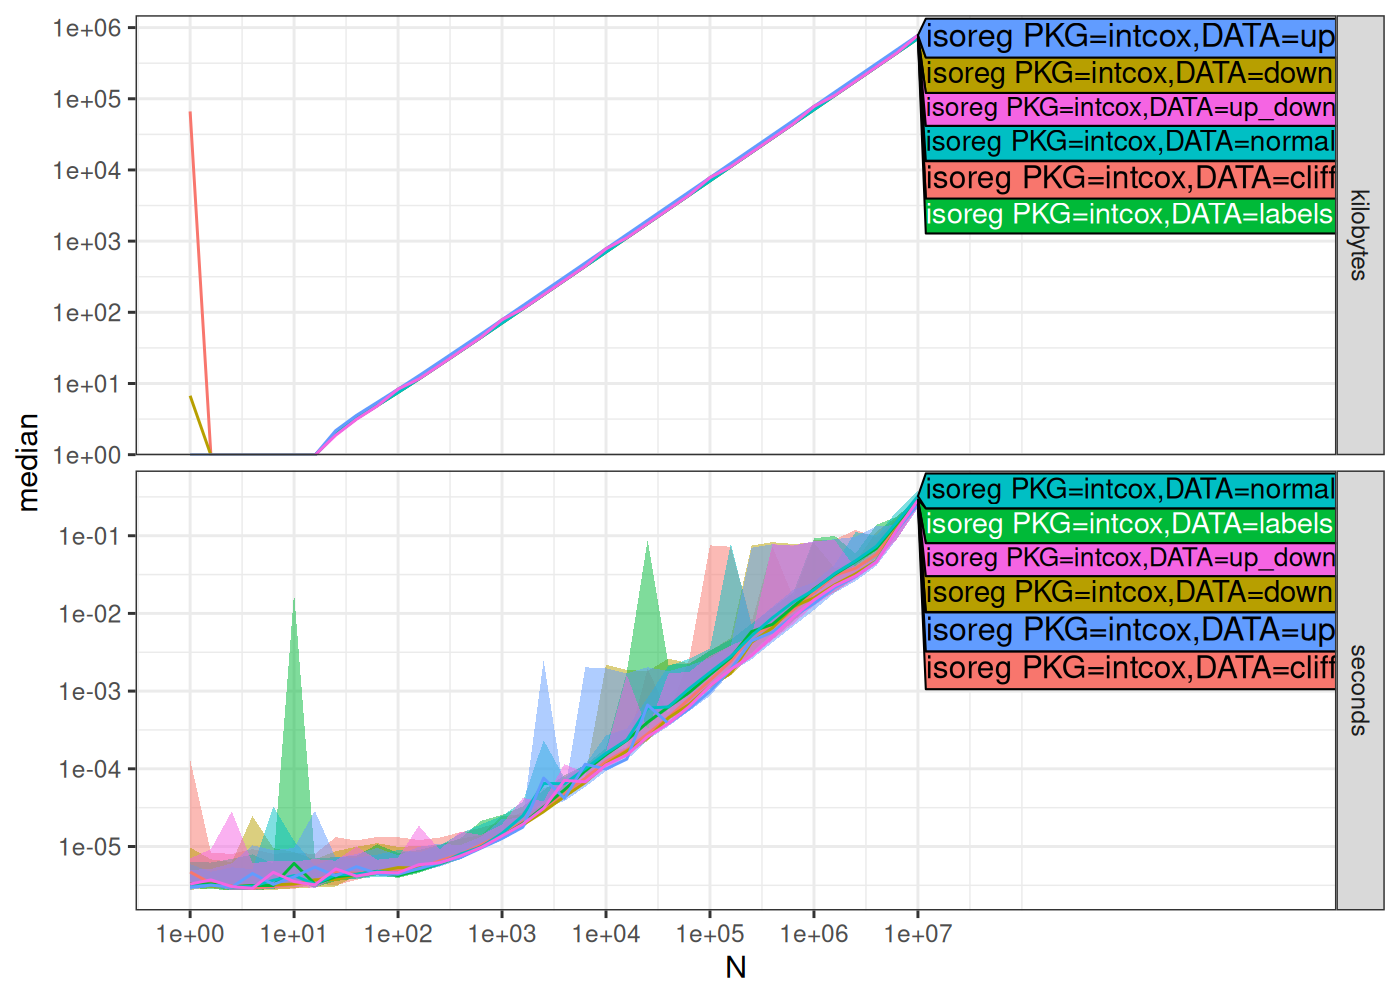 median
1e+06
1e+05
1e+04
1e+03
1e+02
1e+01
1e+00
isoreg PKG=intcox,DATA=up
isoreg PKG=intcox,DATA=down
isoreg PKG=intcox,DATA=up_down
isoreg PKG=intcox,DATA=normal
isoreg PKG=intcox,DATA=cliff
isoreg PKG=intcox,DATA=labels
kilobytes
1e-01
1e-02
1e-03
1e-04
1e-05
isoreg PKG=intcox,DATA=normal
isoreg PKG=intcox,DATA=labels
isoreg PKG=intcox,DATA=up_down
isoreg PKG=intcox,DATA=down
isoreg PKG=intcox,DATA=up
isoreg PKG=intcox,DATA=cliff
seconds
1e+00 1e+01 1e+02 1e+03 1e+04 1e+05 1e+06 1e+07
N